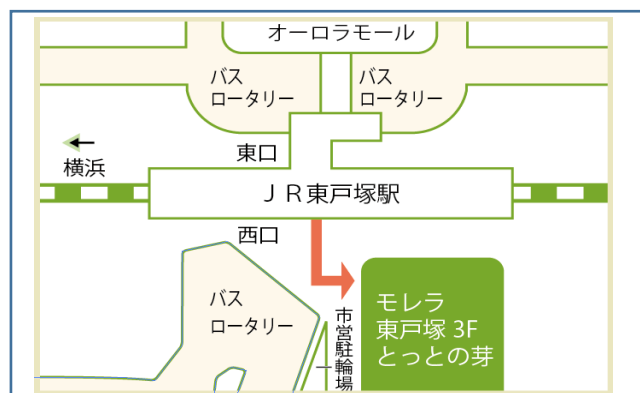 オーロラモール
バス
ロータリー
バス
ロータリー
横浜
東口
ＪＲ東戸塚駅
西口
バス
ロータリー
市営駐輪場
モレラ
東戸塚 3F
とっとの芽